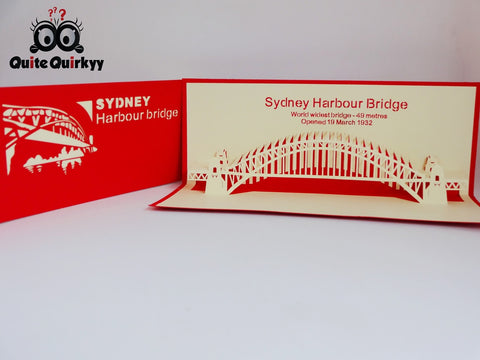 ???
Quite Quirkyy
SYDNEY
Harbour bridge
Sydney Harbour Bridge
World widest bridge - 49 metres
Opened 19 March 1932